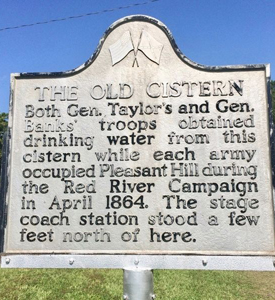 THE OLD CISTERN
Both Gen. Taylor's and Gen.
Banks' troops obtained
drinking water from this
cistern while each army
occupied Pleasant Hill during
the Red River Campaign
in April 1864. The stage
coach station stood a few
feet north of here.